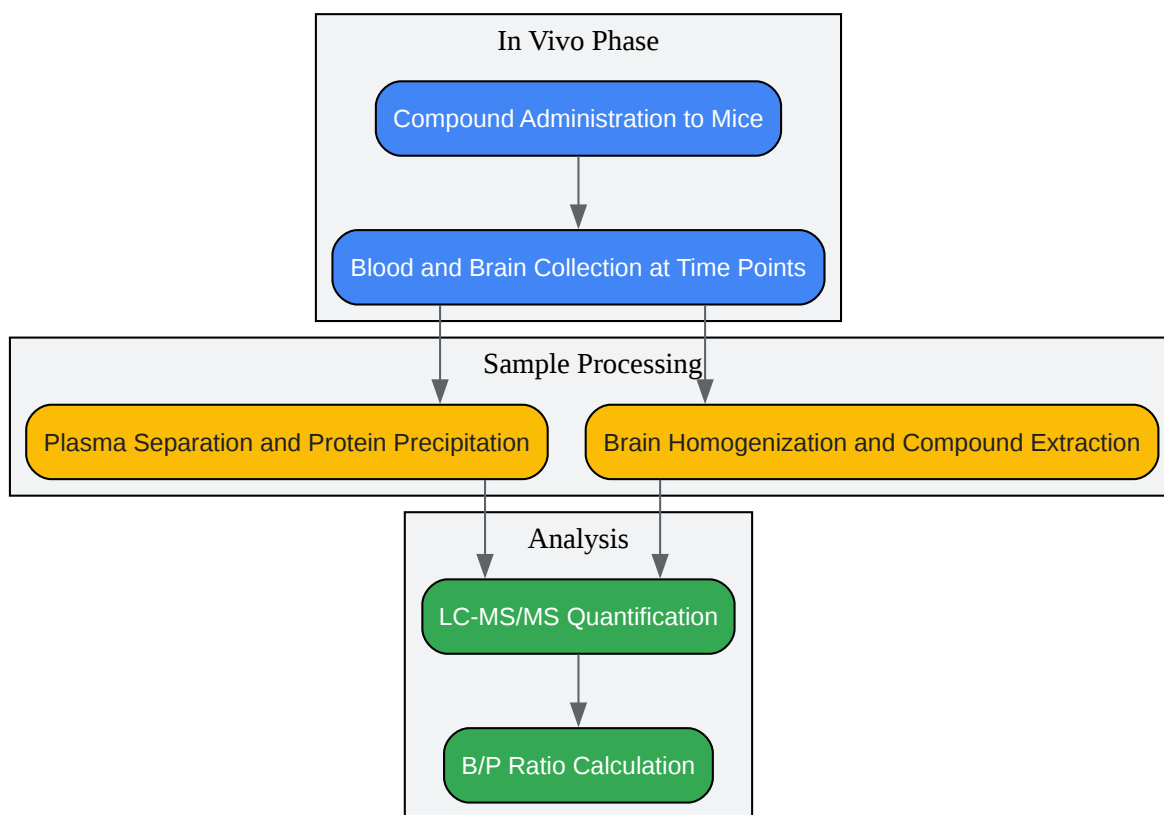 In Vivo Phase
Compound Administration to Mice
Blood and Brain Collection at Time Points
Sample Processing
Plasma Separation and Protein Precipitation
Brain Homogenization and Compound Extraction
Analysis
LC-MS/MS Quantification
B/P Ratio Calculation